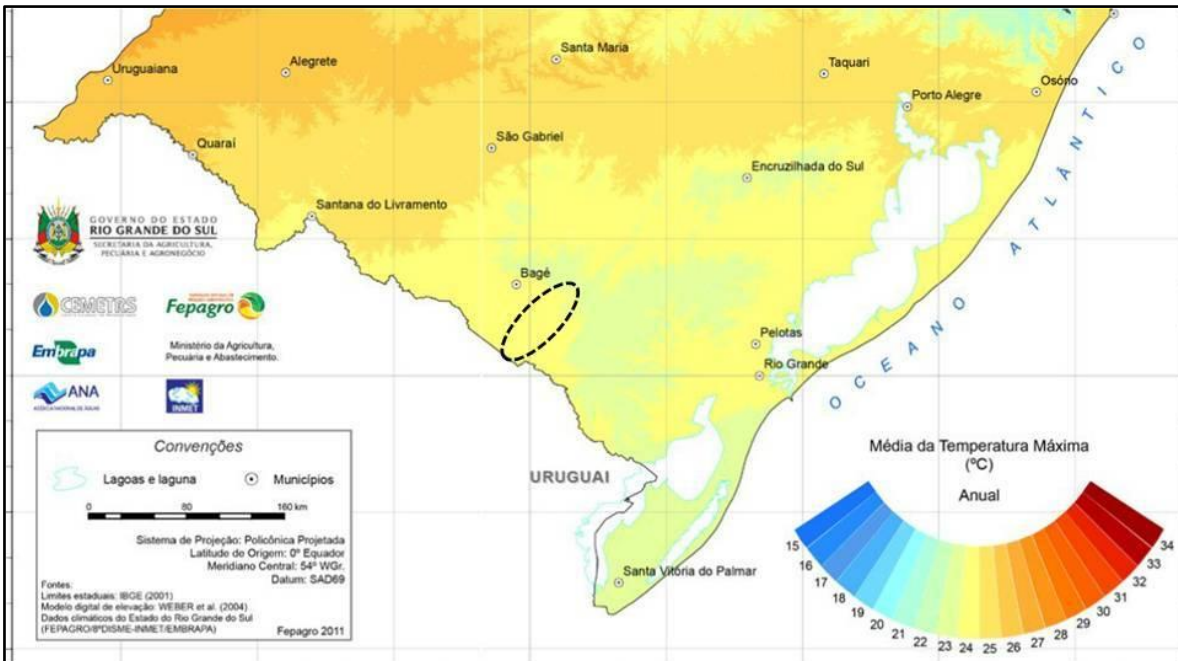 Santa Maria
Alegrete
Taquari
Uruguaiana
Osório
Porto Alegre
São Gabriel
Quaraí
Encruzilhada do Sul
Santana do Livramento
GOVERNO DO ESTADO
RIO GRANDE DO SUL
SECRETARIA DA AGRICULTURA,
PECUÁRIA E AGRONEGÓCIO
Bagé
CEMETRS
Fepagro
Embrapa
Ministério da Agricultura,
Pecuária e Abastecimento.
ANA
AGÊNCIA NACIONAL DE ÁGUAS
INMET
Pelotas
Rio Grande
OCEANO ATLÂNTICO
Convenções
Lagoas e laguna
Municípios
0 80 160 km
Sistema de Projeção: Policônica Projetada
Latitude de Origem: 0º Equador
Meridiano Central: 54º WGr.
Datum: SAD69
Fontes:
Limites estaduais: IBGE (2001)
Modelo digital de elevação: WEBER et al. (2004)
Dados climáticos do Estado do Rio Grande do Sul
(FEPAGRO/8ºDISME-INMET/EMBRAPA)
Fepagro 2011
URUGUAI
Santa Vitória do Palmar
Média da Temperatura Máxima
(ºC)
Anual
15 16 17 18 19 20 21 22 23 24 25 26 27 28 29 30 31 32 33 34